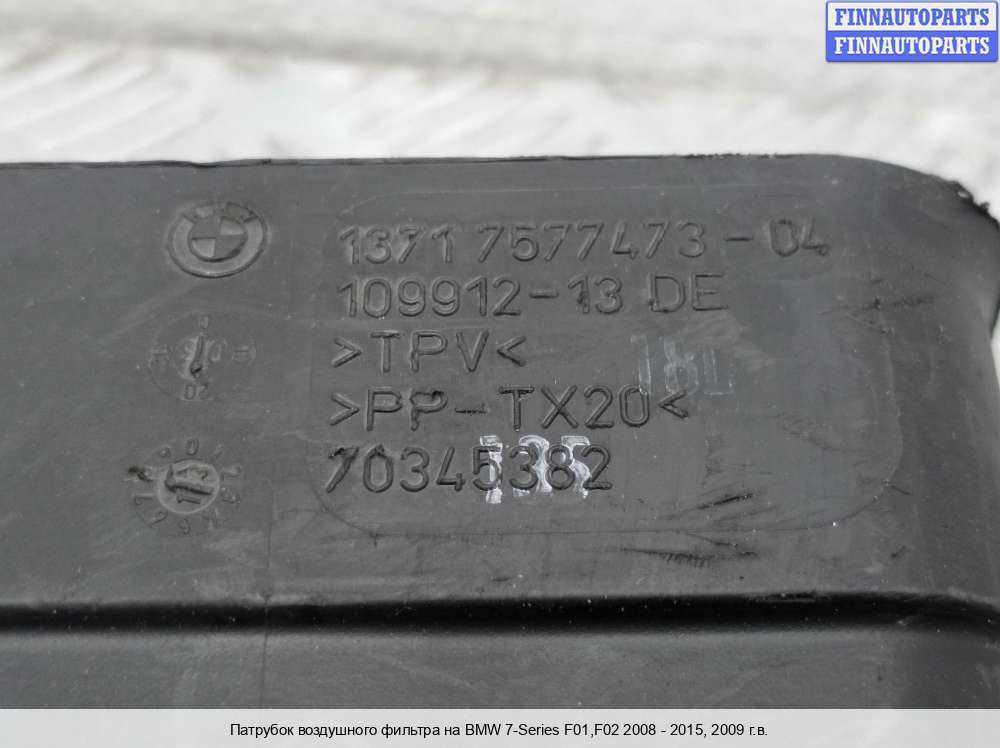 FINNAUTOPARTS
FINNAUTOPARTS
1371 7577473-04
109912-13 DE
>TPV<
>PP-TX20<
70345382
Патрубок воздушного фильтра на BMW 7-Series F01,F02 2008 - 2015, 2009 г.в.